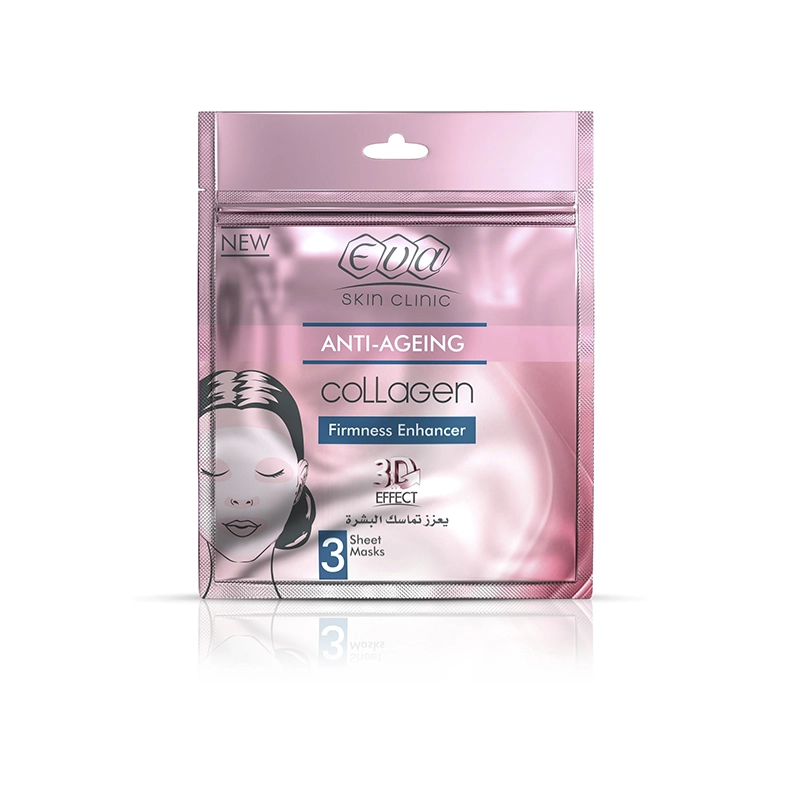 NEW
Eva
SKIN CLINIC
ANTI-AGEING
coLLagen
Firmness Enhancer
3D
EFFECT
يعزز تماسك البشرة
3 Sheet
Masks